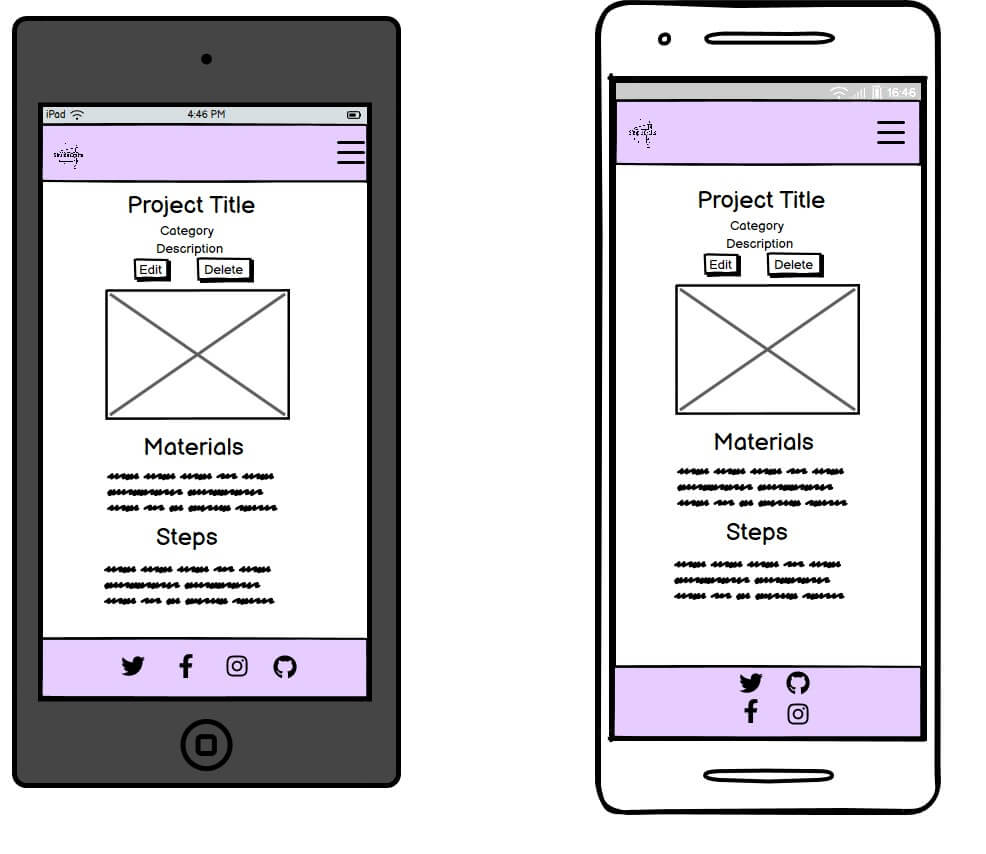 iPad 4:46 PM
Project Title
Category
Description
Edit Delete
Materials
Steps
16:46
Project Title
Category
Description
Edit Delete
Materials
Steps